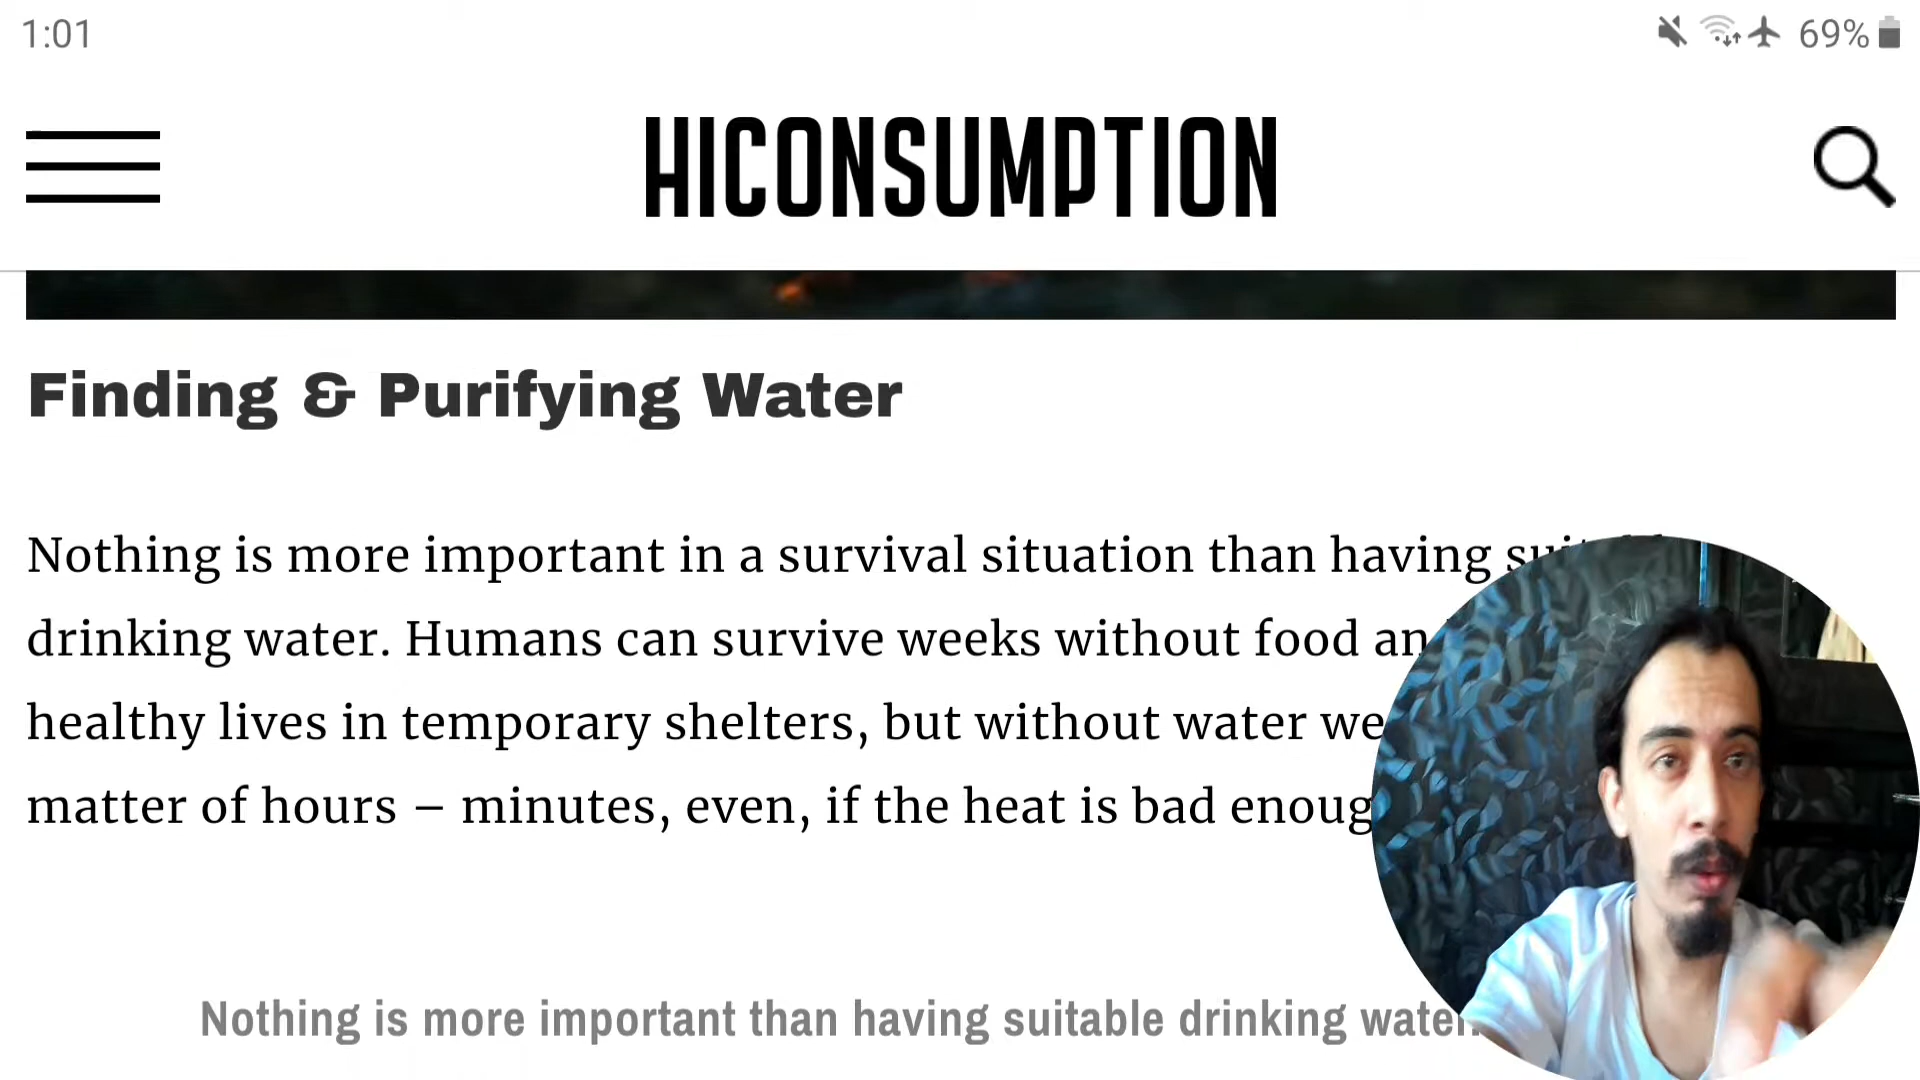 1:01
69%
HICONSUMPTION
Finding & Purifying Water
Nothing is more important in a survival situation than having
drinking water. Humans can survive weeks without food
healthy lives in temporary shelters, but without water we
matter of hours – minutes, even, if the heat is bad
Nothing is more important than having suitable drinking water.